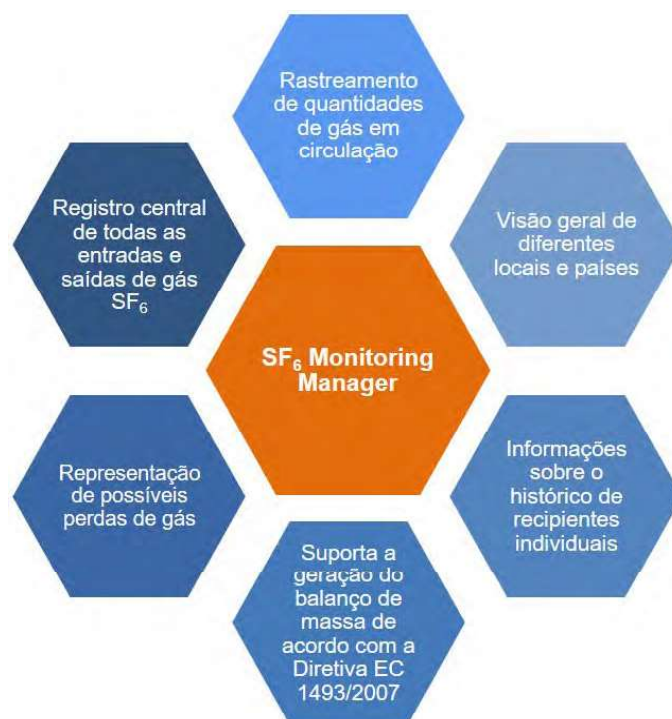 Rastreamento
de quantidades
de gás em
circulação
Registro central
de todas as
entradas e
saídas de gás
SF₆
Visão geral de
diferentes
locais e países
SF₆ Monitoring
Manager
Representação
de possíveis
perdas de gás
Informações
sobre o
histórico de
recipientes
individuais
Suporta a
geração do
balanço de
massa de
acordo com a
Diretiva EC
1493/2007